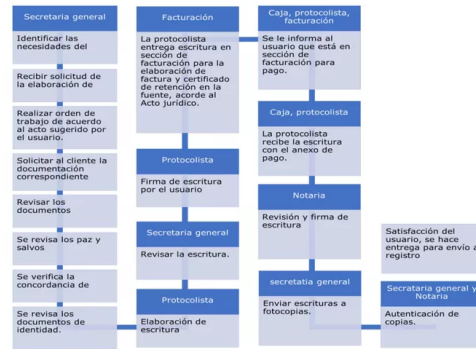 Secretaria general
Identificar las
necesidades del
Recibir solicitud de
la elaboración de
Realizar orden de
trabajo de acuerdo
al acto sugerido por
el usuario.
Solicitar al cliente la
documentación
correspondiente
Revisar los
documentos
Se revisa los paz y
salvos
Se verifica la
concordancia de
Se revisa los
documentos de
identidad.
Facturación
La protocolista
entrega escritura en
sección de
facturación para la
elaboración de
factura y certificado
de retención en la
fuente, acorde al
Acto jurídico.
Protocolista
Firma de escritura
por el usuario
Secretaria general
Revisar la escritura.
Protocolista
Elaboración de
escritura
Caja, protocolista,
facturación
Se le informa al
usuario que está en
sección de
facturación para
pago.
Caja, protocolista
La protocolista
recibe la escritura
con el anexo de
pago.
Notaria
Revisión y firma de
escritura
secretatia general
Enviar escrituras a
fotocopias.
Satisfacción del
usuario, se hace
entrega para envío a
registro
Secrataria general y
Notaria
Autenticación de
copias.